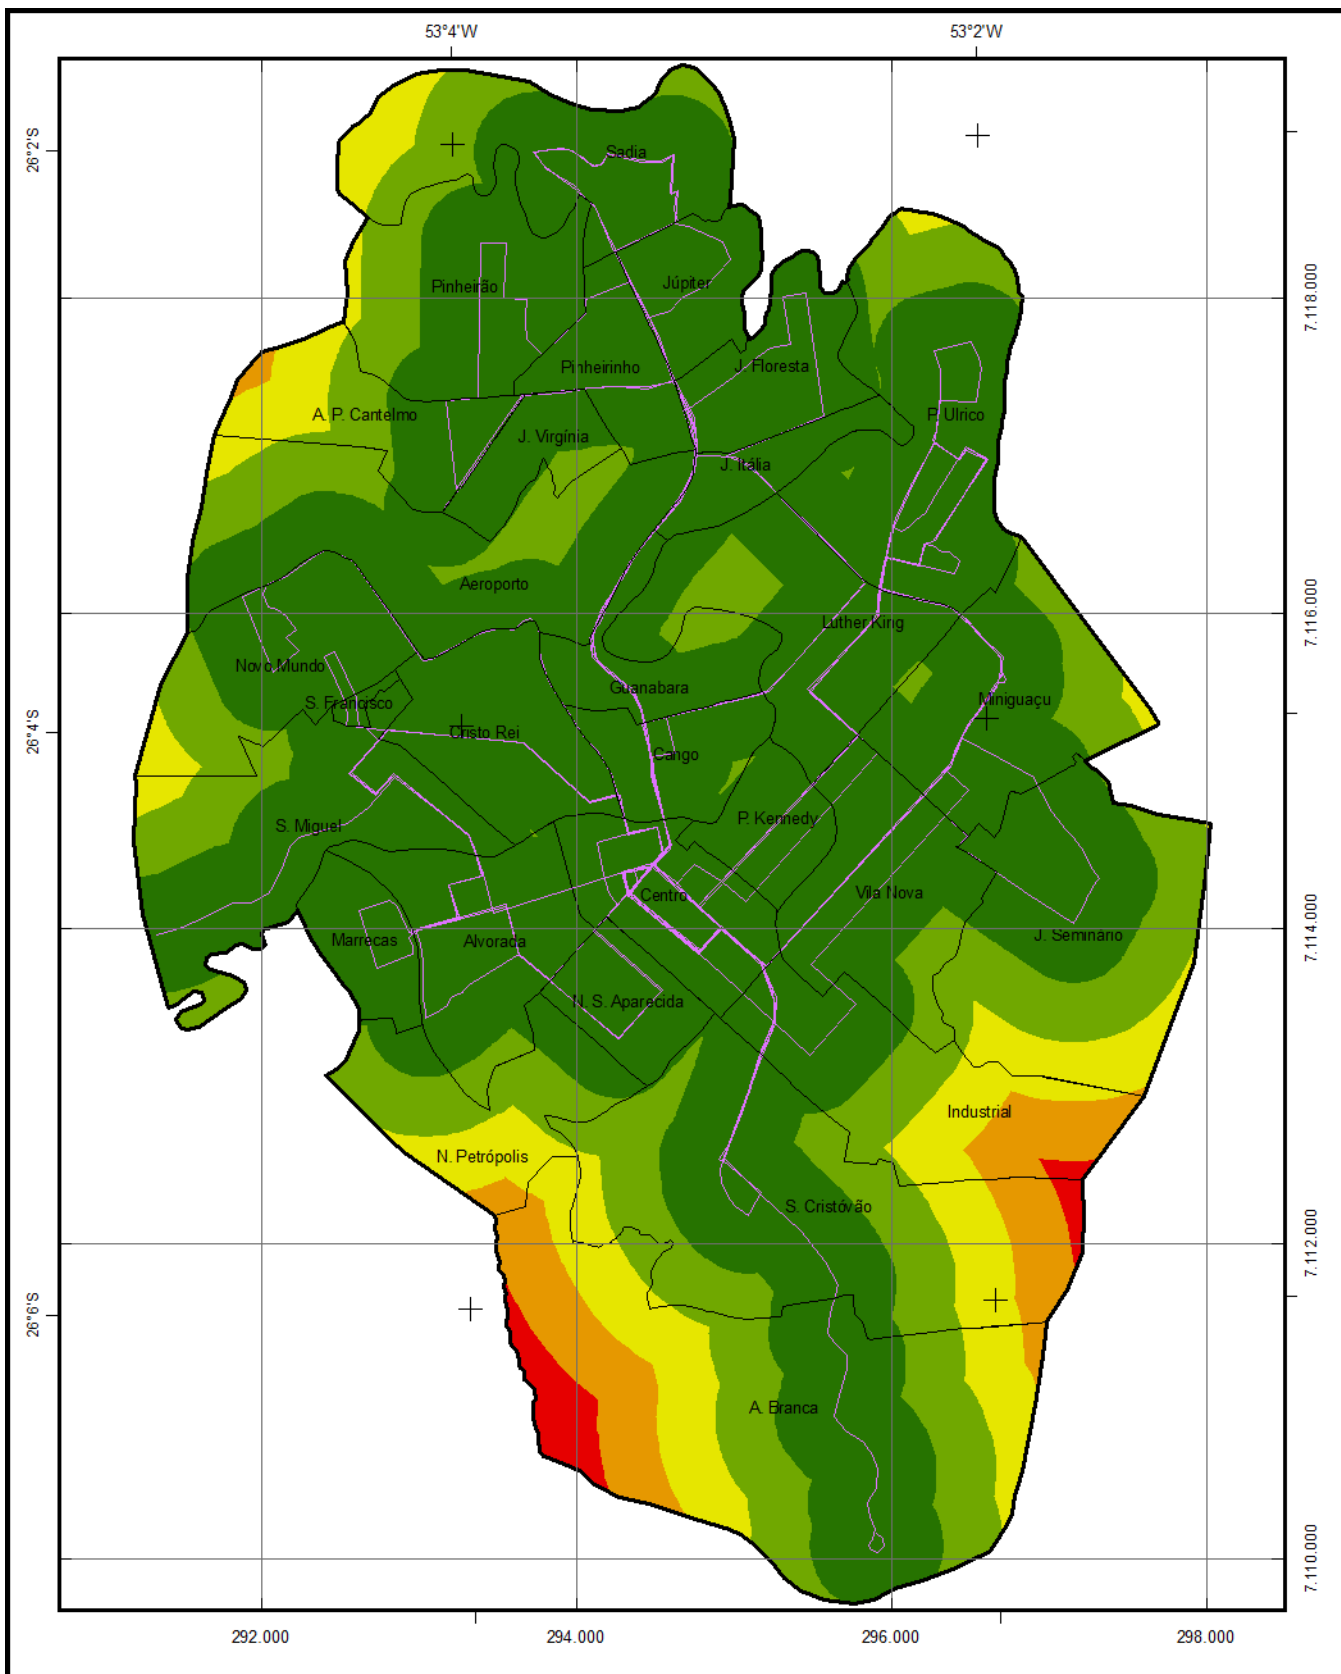 53°4'W
53°2'W
26°2'S
Sadia
Pinheirão
Júpiter
7.118.000
Pinheirinho
J. Floresta
A. P. Cantelmo
P. Ulrico
J. Virgínia
J. Itália
Aeroporto
7.116.000
Luther King
Novo Mundo
Guanabara
S. Francisco
Miniguaçu
26°4'S
Cristo Rei
Cango
S. Miguel
P. Kennedy
Centro
Vila Nova
7.114.000
Marrecas
Alvorada
J. Seminário
N. S. Aparecida
Industrial
N. Petrópolis
S. Cristóvão
7.112.000
26°6'S
A. Branca
7.110.000
292.000
294.000
296.000
298.000